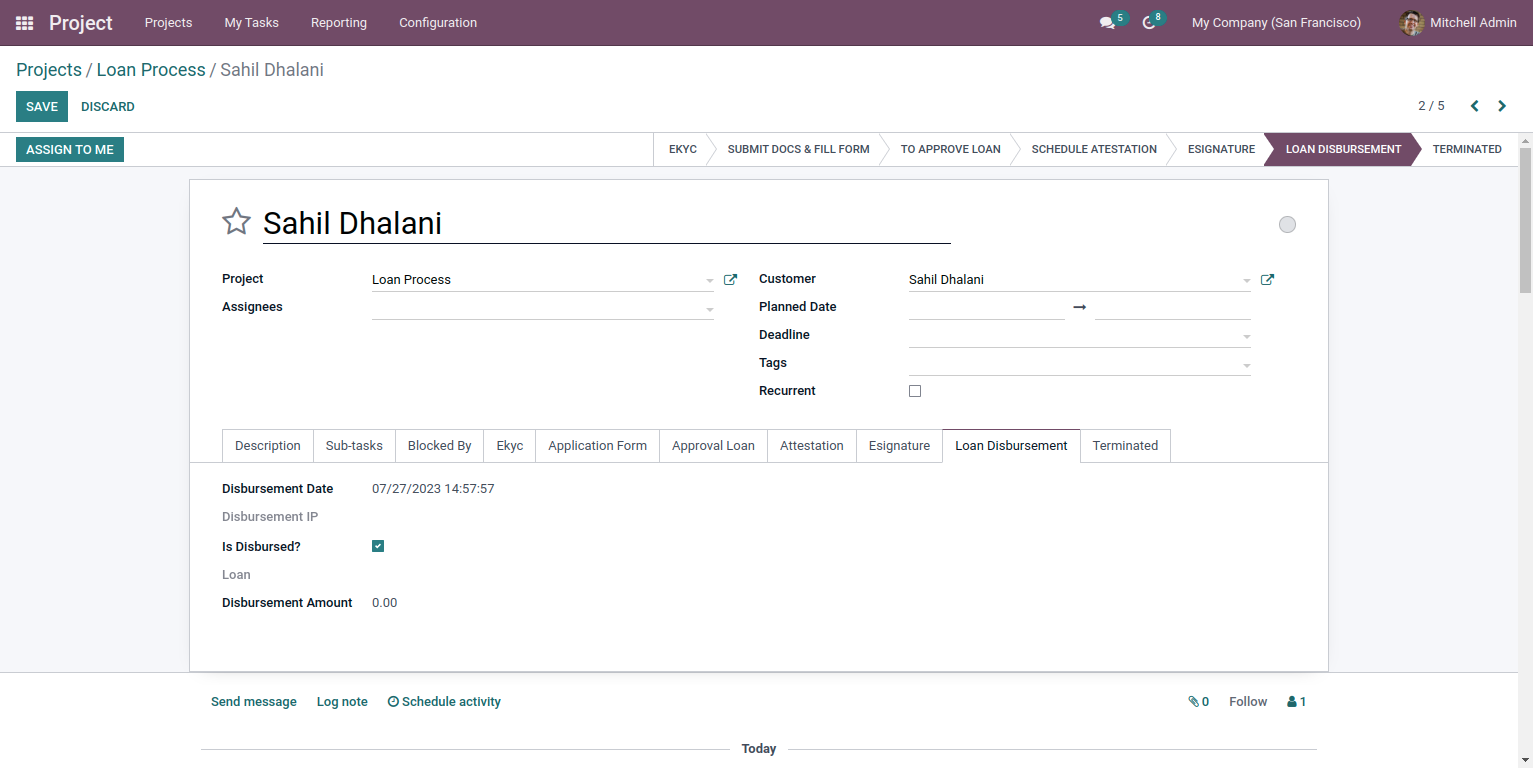 Project Projects My Tasks Reporting Configuration 5 8 My Company (San Francisco) Mitchell Admin
Projects / Loan Process / Sahil Dhalani
SAVE DISCARD 2 / 5
ASSIGN TO ME EKYC SUBMIT DOCS & FILL FORM TO APPROVE LOAN SCHEDULE ATESTATION ESIGNATURE LOAN DISBURSEMENT TERMINATED
Sahil Dhalani
Project Loan Process Customer Sahil Dhalani
Assignees Planned Date
Deadline
Tags
Recurrent
Description Sub-tasks Blocked By Ekyc Application Form Approval Loan Attestation Esignature Loan Disbursement Terminated
Disbursement Date 07/27/2023 14:57:57
Disbursement IP
Is Disbursed?
Loan
Disbursement Amount 0.00
Send message Log note Schedule activity 0 Follow 1
Today